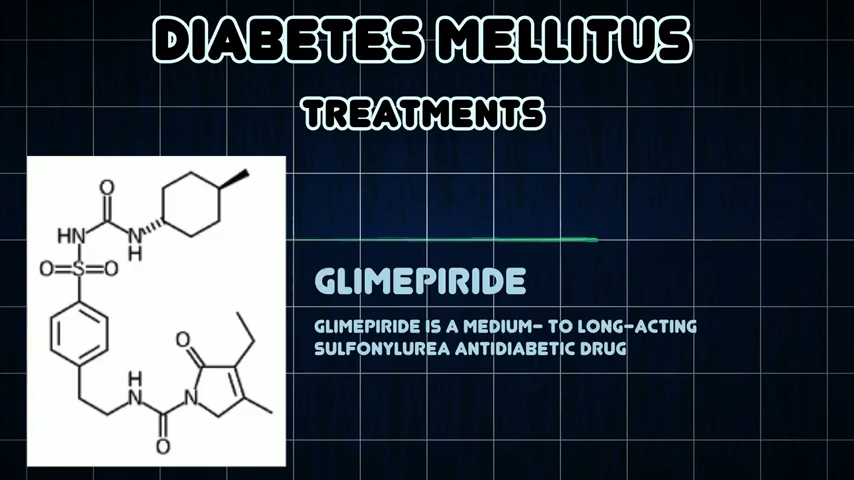 DIABETES MELLITUS
TREATMENTS
O
HN
N
H
O=S=O
O
H
N
N
O
GLIMEPIRIDE
GLIMEPIRIDE IS A MEDIUM- TO LONG-ACTING
SULFONYLUREA ANTIDIABETIC DRUG